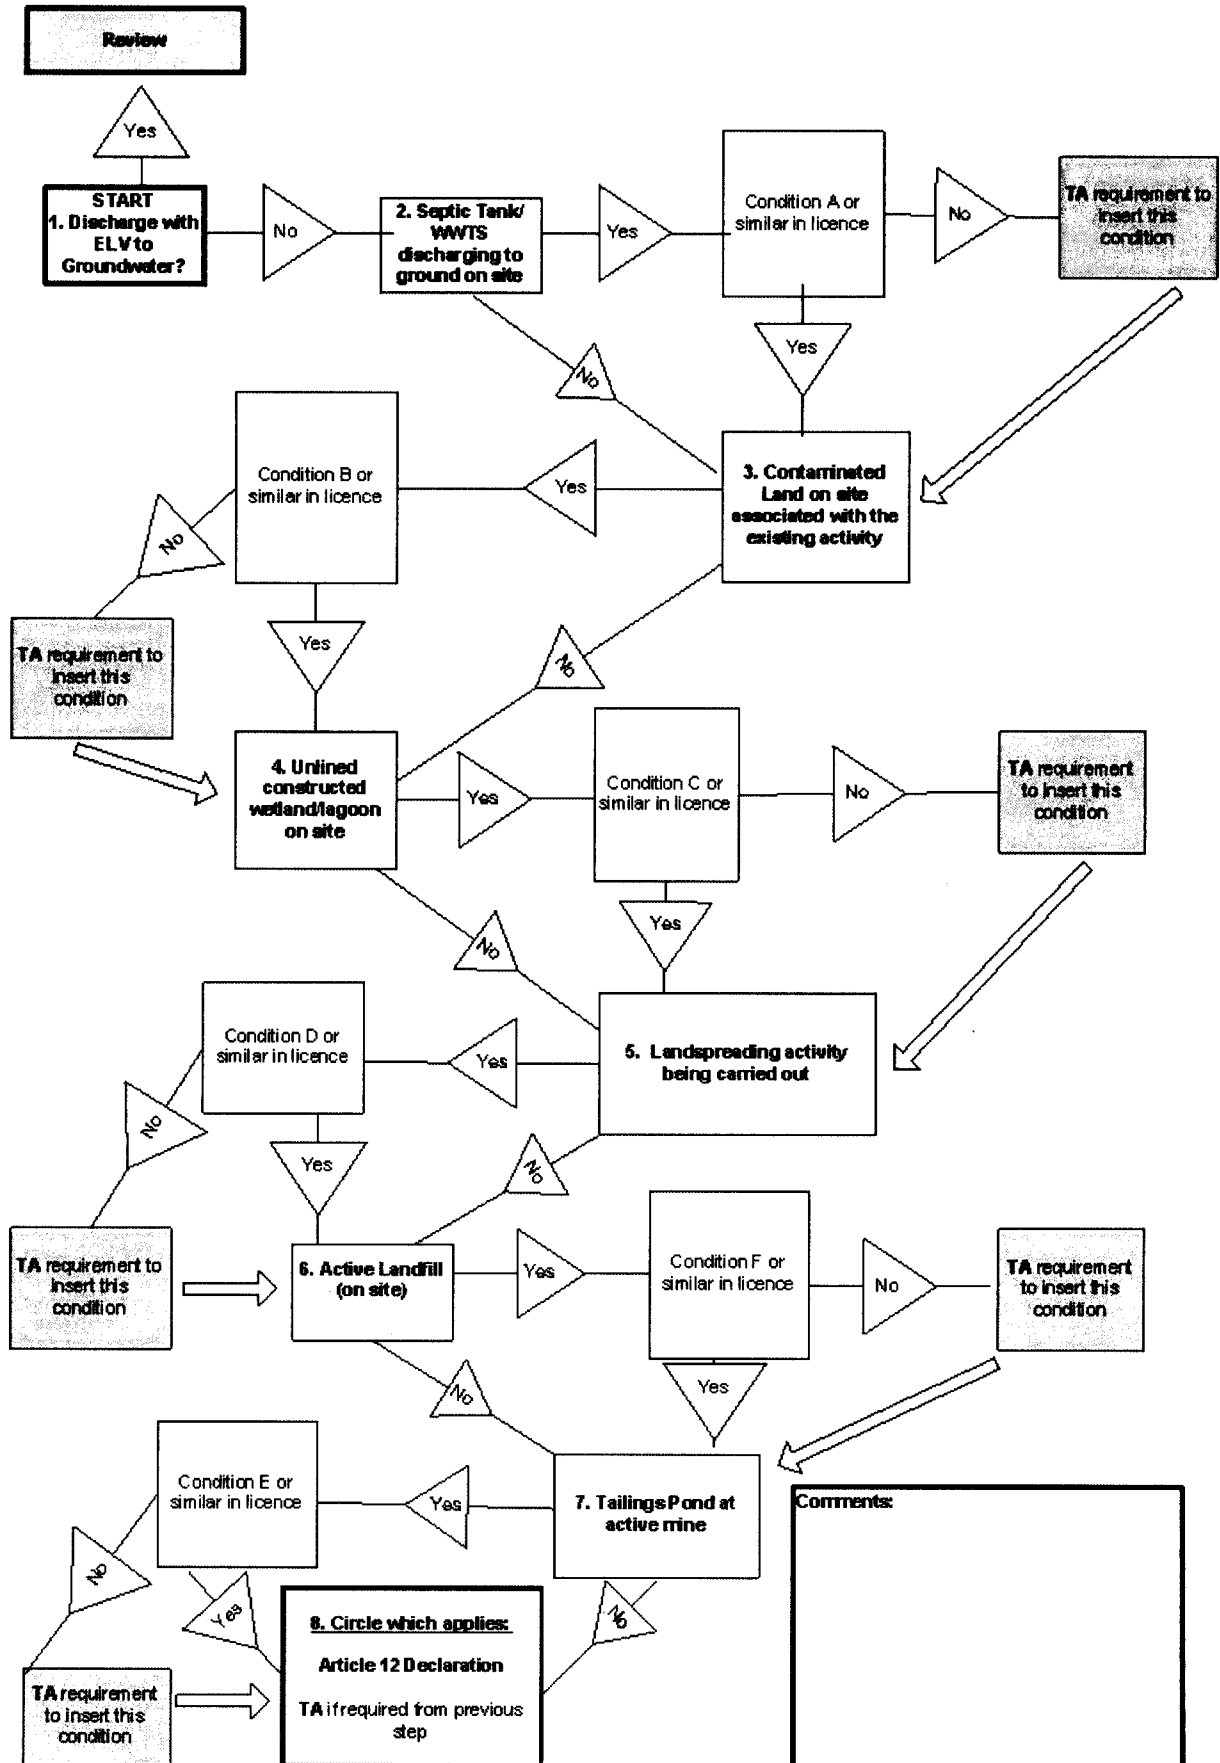 Review
Yes
START
1. Discharge with
ELV to
Groundwater?
No
2. Septic Tank/
WWTS
discharging to
ground on site
Yes
Condition A or
similar in licence
No
TA requirement to
insert this
condition
Yes
No
3. Contaminated
Land on site
associated with the
existing activity
Yes
Condition B or
similar in licence
No
TA requirement to
insert this
condition
Yes
No
4. Unlined
constructed
wetland/lagoon
on site
Yes
Condition C or
similar in licence
No
TA requirement
to insert this
condition
Yes
No
5. Landspreading activity
being carried out
Yes
Condition D or
similar in licence
No
TA requirement to
insert this
condition
Yes
No
6. Active Landfill
(on site)
Yes
Condition F or
similar in licence
No
TA requirement
to insert this
condition
Yes
No
7. Tailings Pond at
active mine
Yes
Condition E or
similar in licence
No
TA requirement
to insert this
condition
Yes
No
8. Circle which applies:
Article 12 Declaration
TA if required from previous
step
Comments: